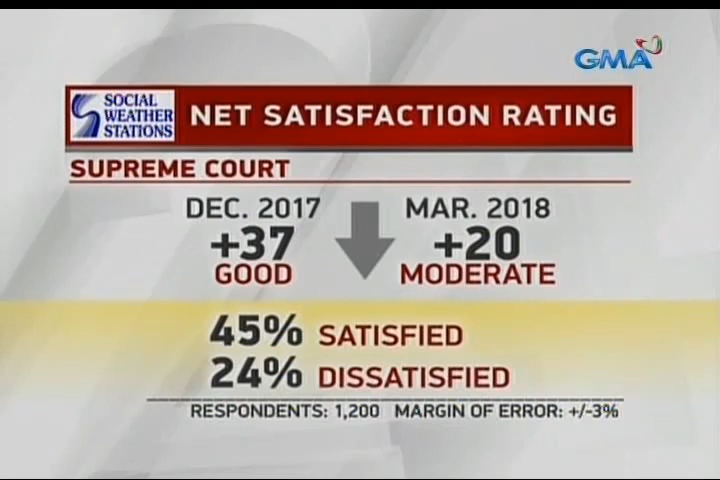 GMA
SOCIAL
WEATHER
STATIONS
NET SATISFACTION RATING
SUPREME COURT
DEC. 2017
MAR. 2018
+37
+20
GOOD
MODERATE
45% SATISFIED
24% DISSATISFIED
RESPONDENTS: 1,200 MARGIN OF ERROR: +/-3%